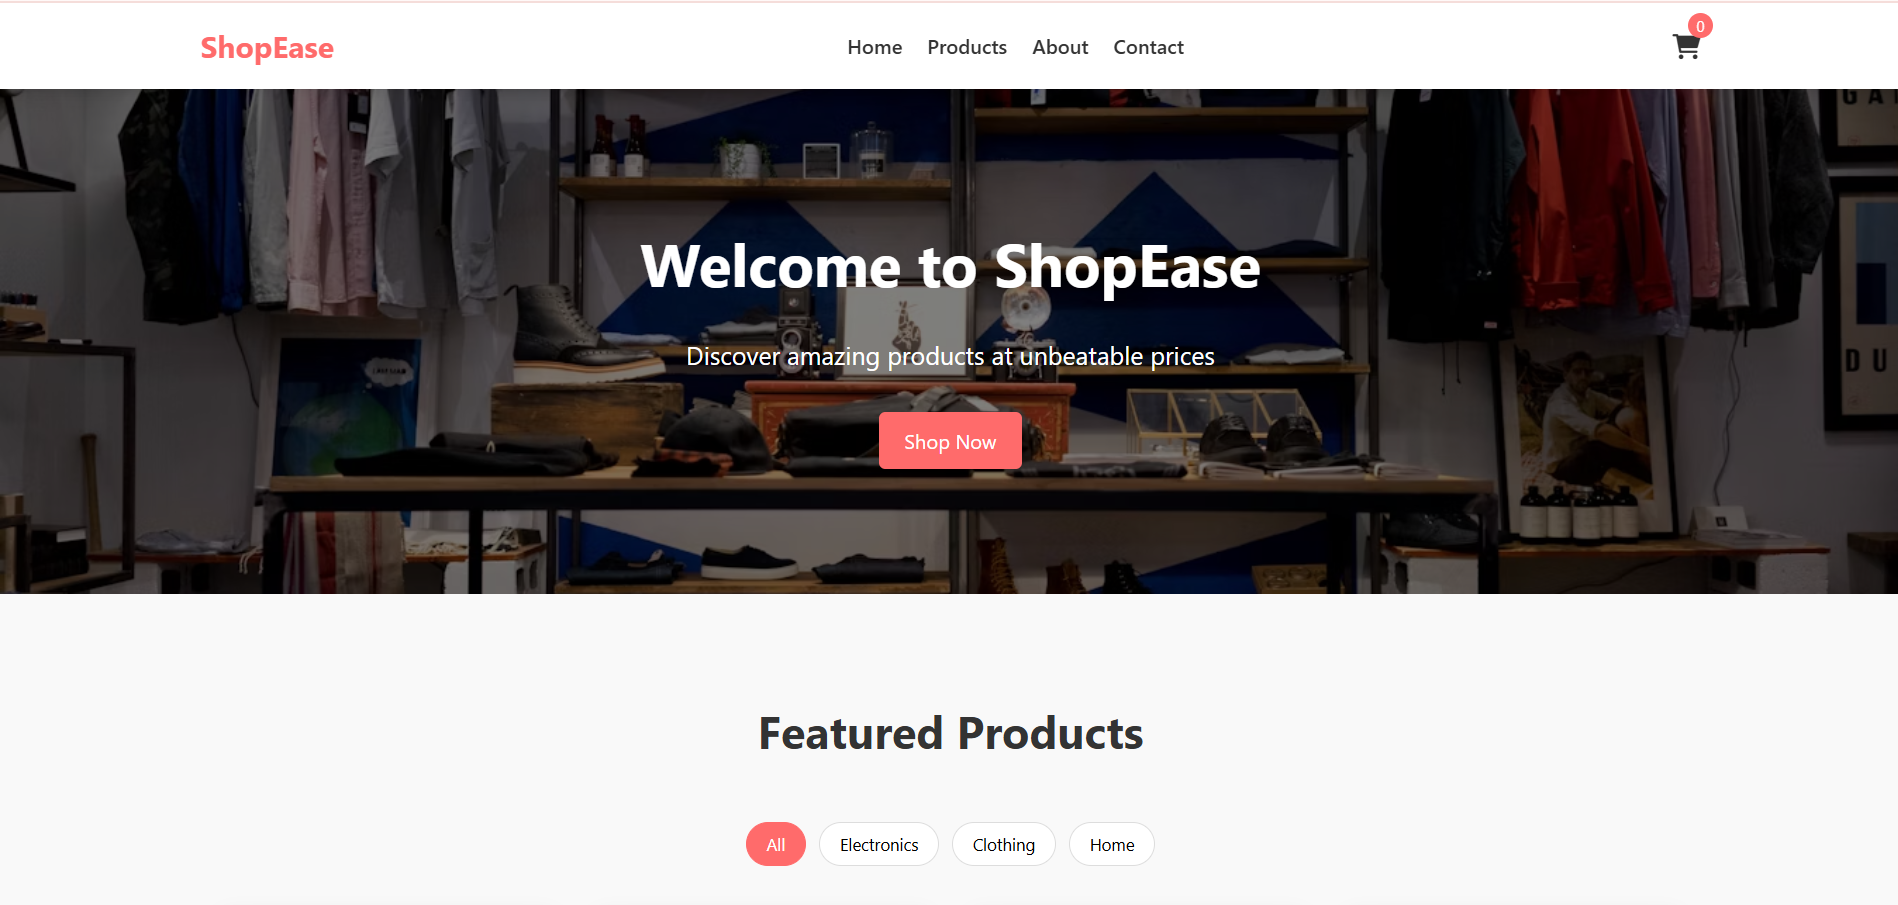 ShopEase
Home Products About Contact
0
Welcome to ShopEase
Discover amazing products at unbeatable prices
Shop Now
Featured Products
All Electronics Clothing Home